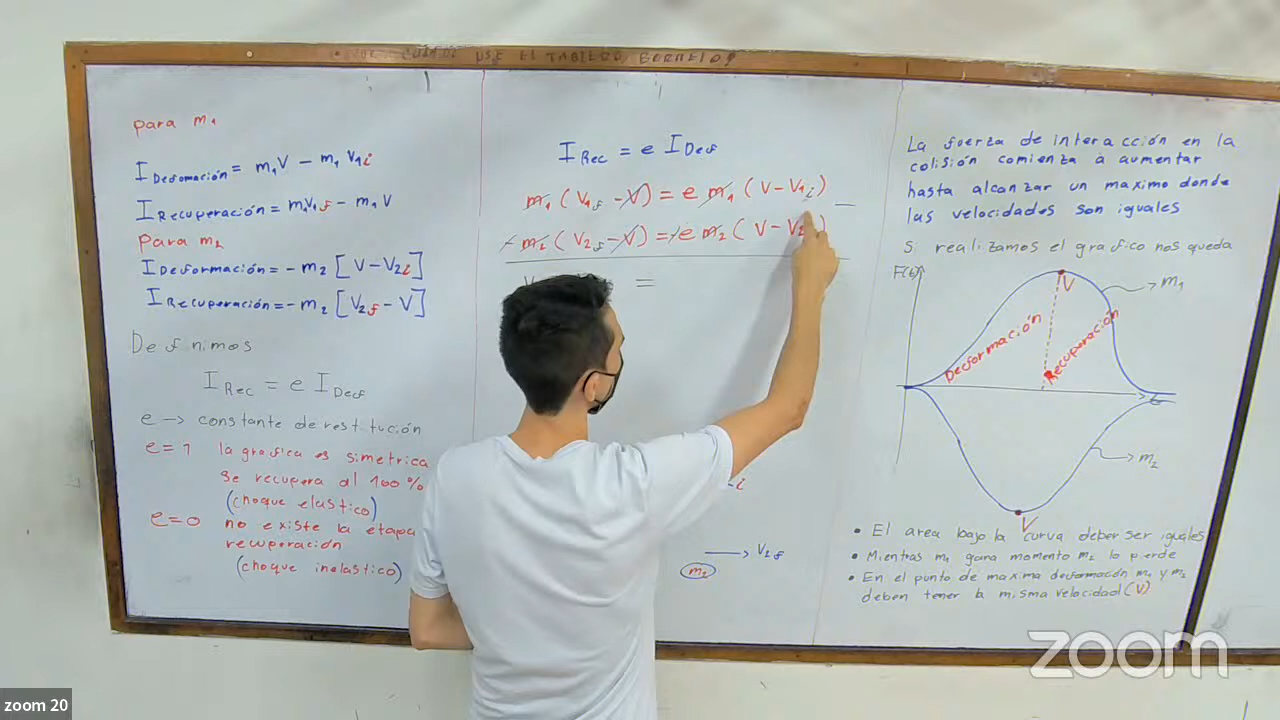 USE EL TABLERO
para m₁
I Deformación = m₁V − m₁ V₁i
I Recuperación = m₁V₁f − m₁ V
para m₂
I Deformación = − m₂ [ V − V₂i ]
I Recuperación = − m₂ [ V₂f − V ]
Definimos
I Rec = e I Def
e → constante de restitución
e = 1 la grafica es simetrica
se recupera al 100 %
(choque elastico)
e = 0 no existe la etapa
recuperación
(choque inelastico)
I Rec = e I Def
m₁ ( V₁f − V ) = e m₁ ( V − V₁i ) −
− m₂ ( V₂f − V ) = − e m₂ ( V − V₂ )
=
i
V₂f
m₂
La fuerza de interacción en la
colisión comienza a aumentar
hasta alcanzar un maximo donde
las velocidades son iguales
Si realizamos el grafico nos queda
F(t)
V
m₁
Deformación
Recuperación
t
m₂
V
• El area bajo la curva deber ser iguales
• Mientras m₁ gana momento m₂ lo pierde
• En el punto de maxima deformación m₁ y m₂
deben tener la misma velocidad (V)
zoom
zoom 20